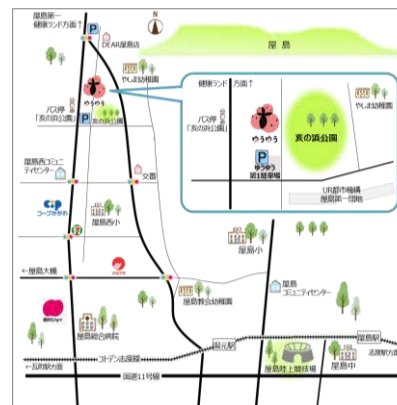 屋島第一
健康ランド方面↑
P
DEAR屋島店
N
屋島
やしま幼稚園
ゆうゆう
バス停
「亥の浜公園」
P
亥の浜公園
健康ランド方面↑
ゆうゆう
バス停
「亥の浜公園」
P
ゆうゆう
第1駐車場
亥の浜公園
やしま幼稚園
UR都市機構
屋島第一団地
屋島西コミュニ
ティセンター
交番
コープかがわ
屋島西小
屋島小
←屋島大橋
屋島教会幼稚園
屋島
コミュニティセンター
屋島総合病院
潟元駅
屋島駅
志度駅方面→
コトデン志度線
←瓦町駅方面
屋島陸上競技場
屋島中
国道11号線